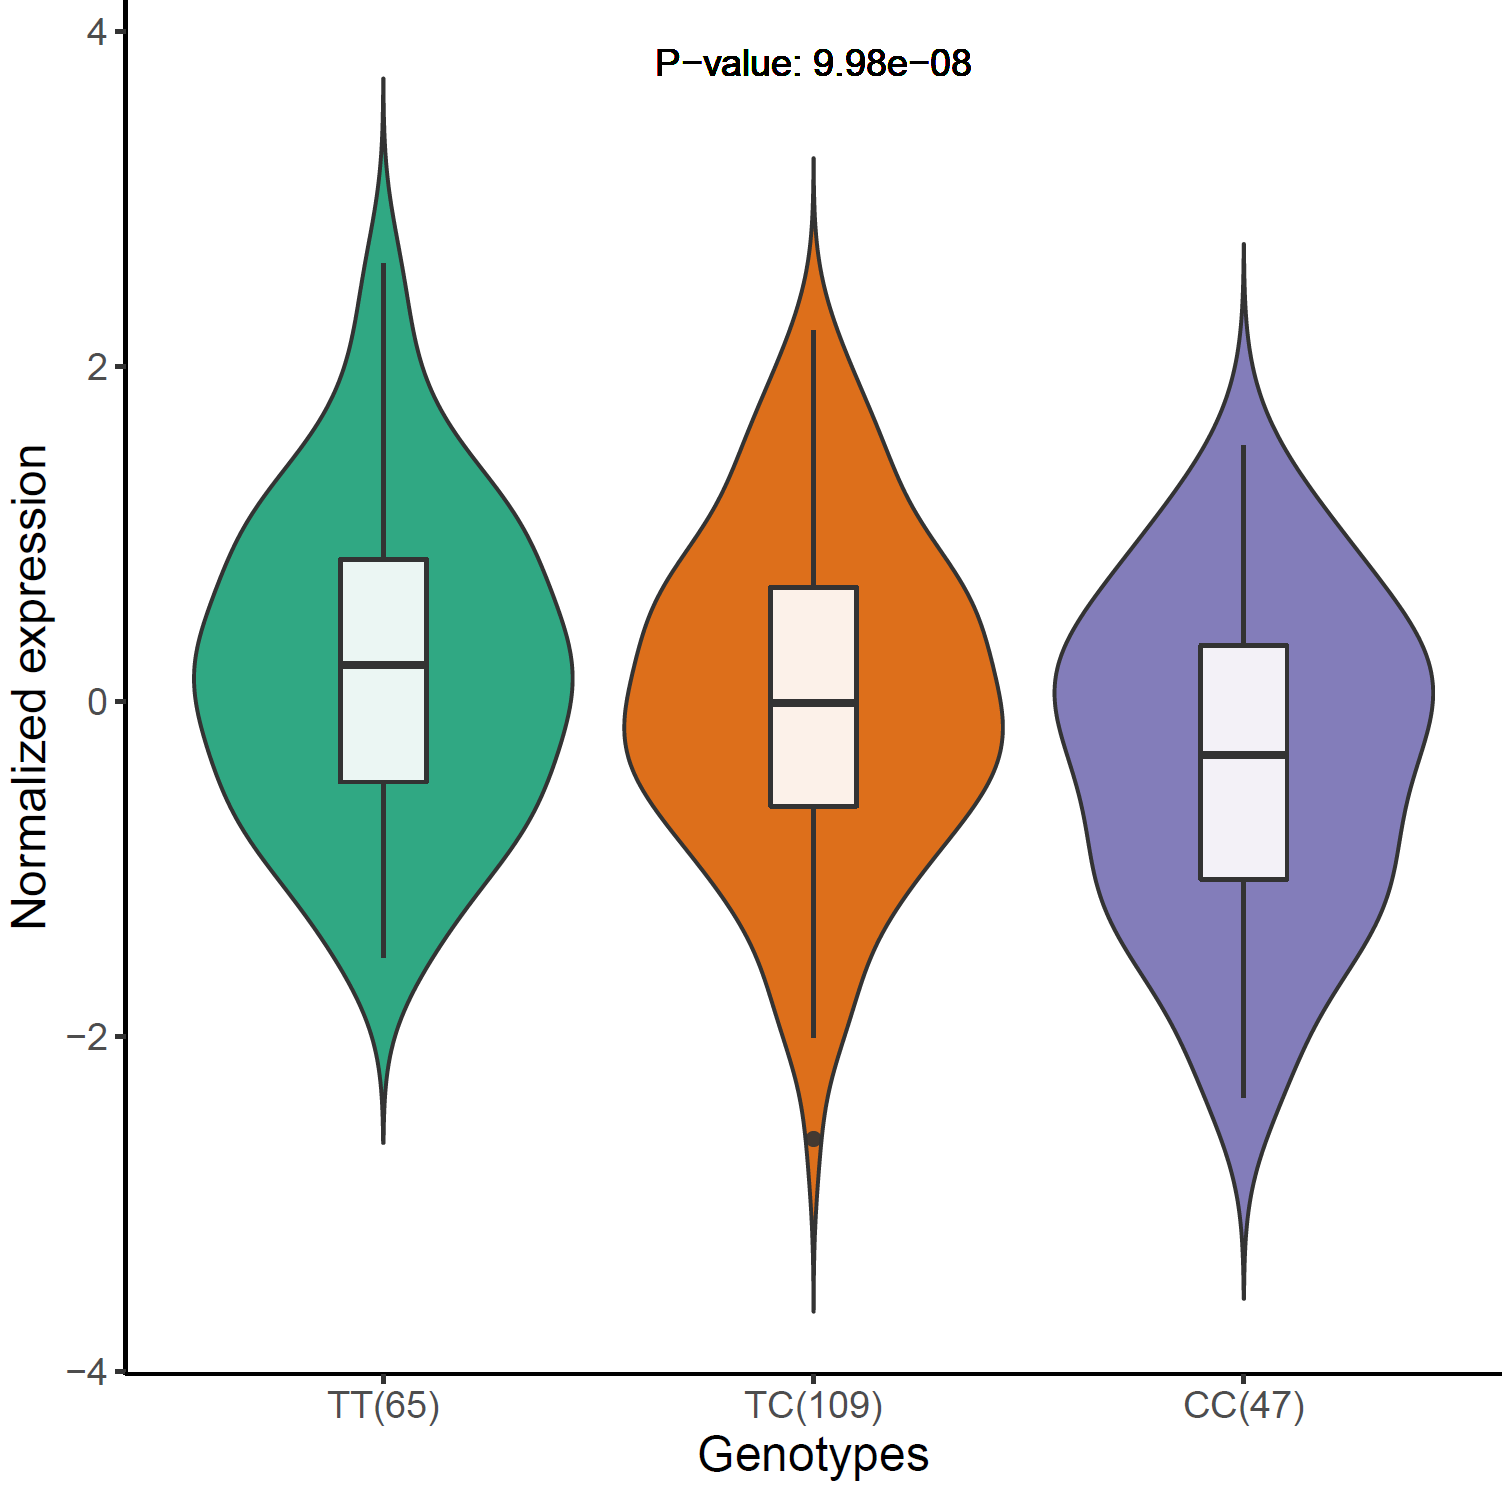 P−value: 9.98e−08
Normalized expression
4
2
0
−2
−4
TT(65)
TC(109)
CC(47)
Genotypes